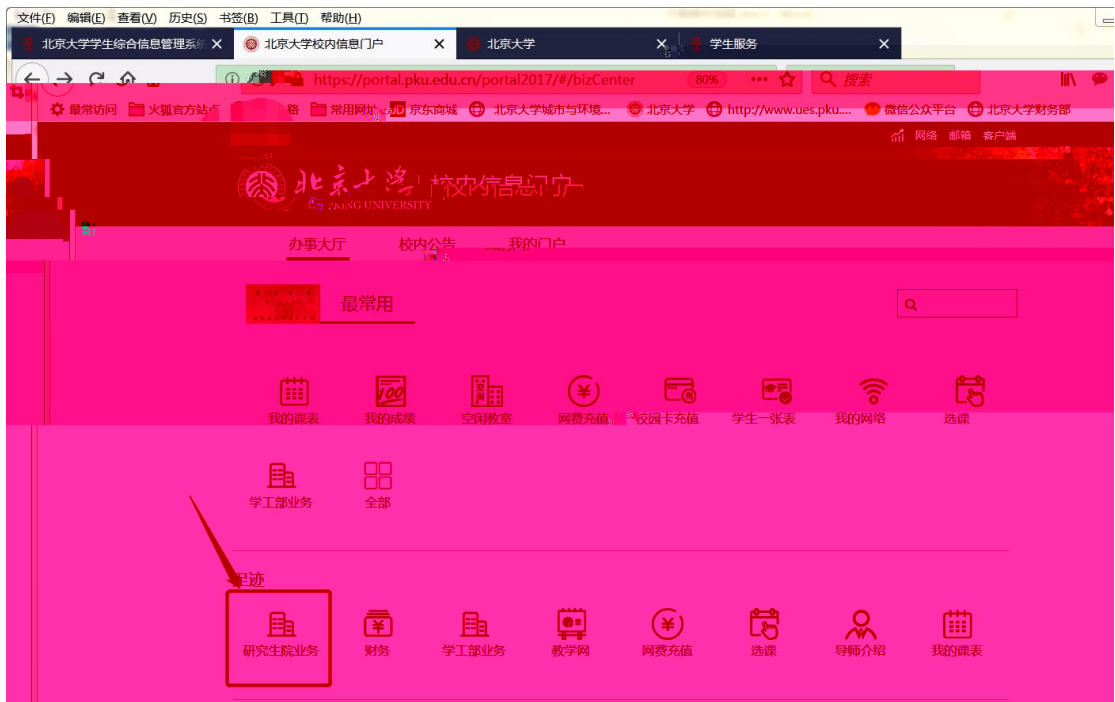 文件(F) 编辑(E) 查看(V) 历史(S) 书签(B) 工具(T) 帮助(H)
北京大学学生综合信息管理系统 北京大学校内信息门户 北京大学 学生服务
https://portal.pku.edu.cn/portal2017/#/bizCenter 80% 搜索
最常访问 火狐官方站点 常用网址 JD 京东商城 北京大学城市与环境... 北京大学 http://www.ues.pku.... 微信公众平台 北京大学财务部
网络 邮箱 客户端
北京大学 校内信息门户
UNIVERSITY
办事大厅 校内公告 我的门户
最常用
我的课表 我的成绩 空闲教室 网费充值 校园卡充值 学生一张表 我的网络 选课
学工部业务 全部
足迹
研究生院业务 财务 学工部业务 教学网 网费充值 选课 导师介绍 我的课表